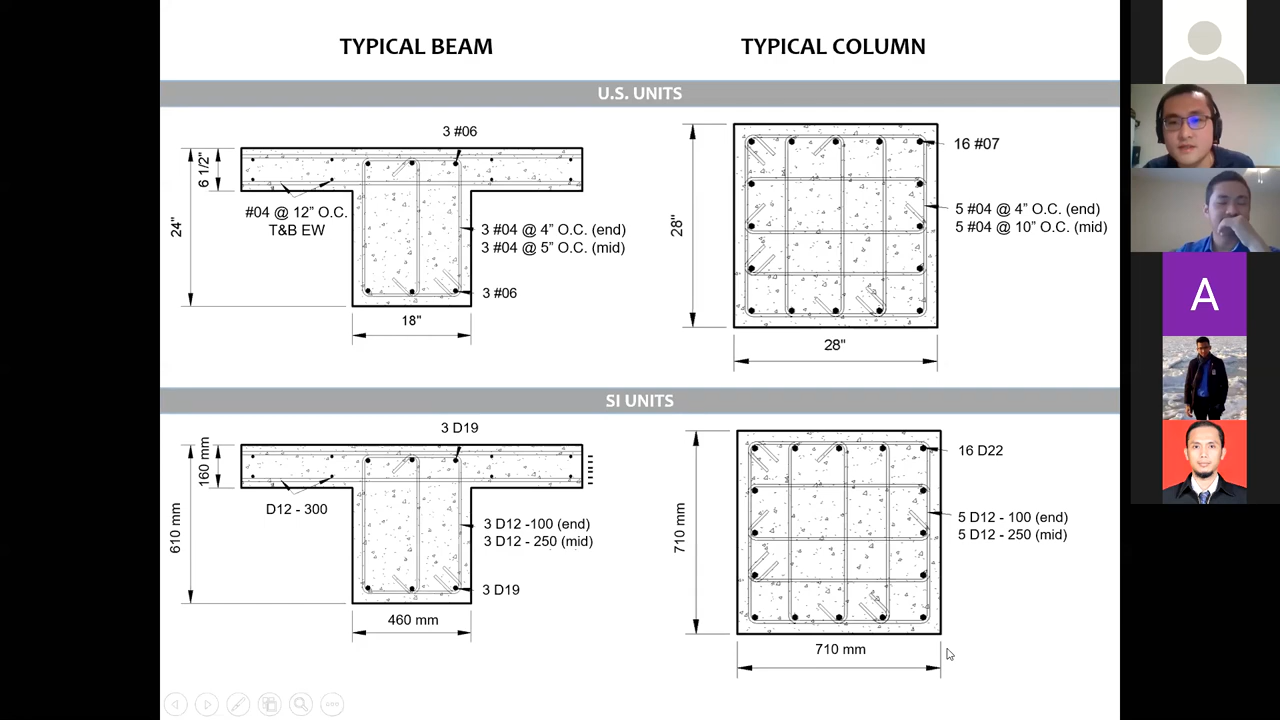 TYPICAL BEAM
TYPICAL COLUMN
U.S. UNITS
3 #06
6 1/2"
24"
#04 @ 12" O.C.
T&B EW
3 #04 @ 4" O.C. (end)
3 #04 @ 5" O.C. (mid)
3 #06
18"
16 #07
28"
5 #04 @ 4" O.C. (end)
5 #04 @ 10" O.C. (mid)
28"
A
SI UNITS
3 D19
160 mm
610 mm
D12 - 300
3 D12 -100 (end)
3 D12 - 250 (mid)
3 D19
460 mm
16 D22
710 mm
5 D12 - 100 (end)
5 D12 - 250 (mid)
710 mm